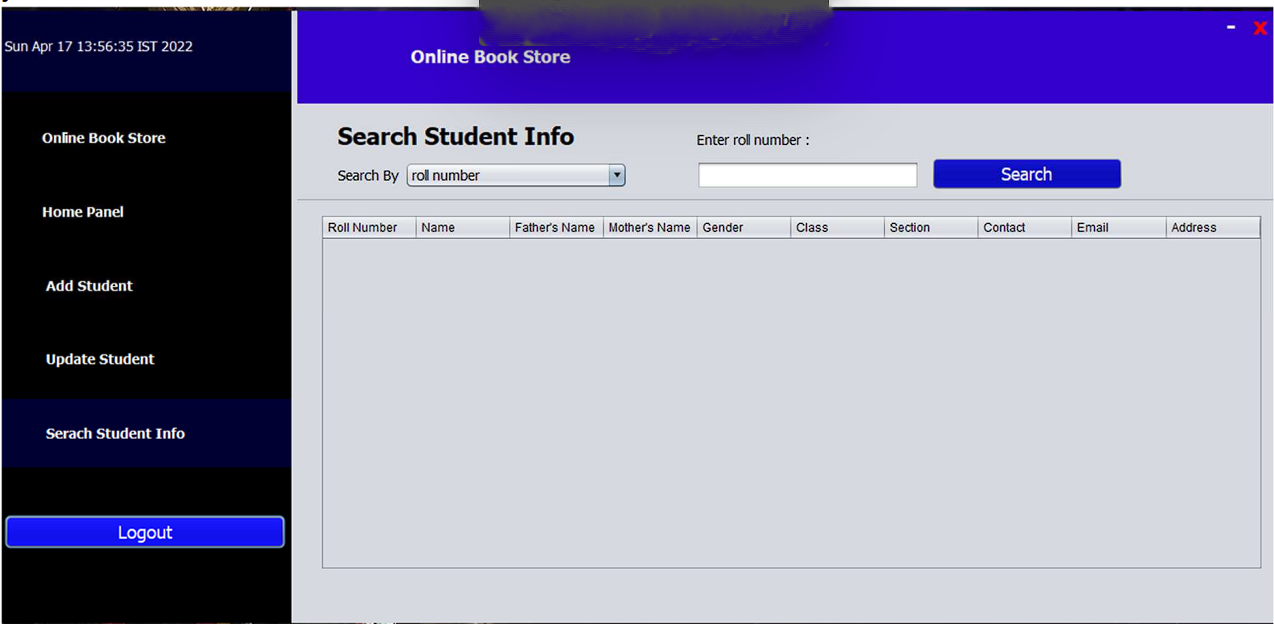 Sun Apr 17 13:56:35 IST 2022
- X
Online Book Store
Online Book Store
Home Panel
Add Student
Update Student
Serach Student Info
Logout
Search Student Info
Enter roll number :
Search By roll number
Search
Roll Number Name Father's Name Mother's Name Gender Class Section Contact Email Address